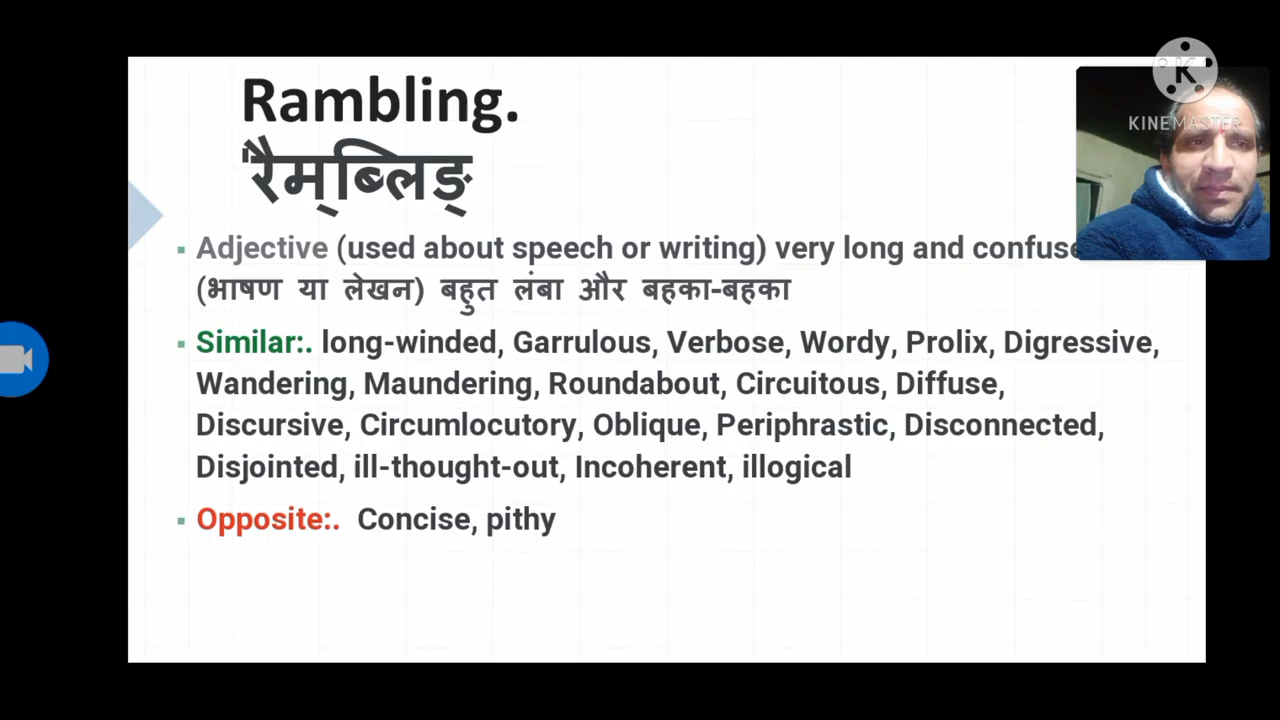 Rambling.
'रैम्ब्लिङ्
Adjective (used about speech or writing) very long and confuse
(भाषण या लेखन) बहुत लंबा और बहका-बहका
Similar:. long-winded, Garrulous, Verbose, Wordy, Prolix, Digressive,
Wandering, Maundering, Roundabout, Circuitous, Diffuse,
Discursive, Circumlocutory, Oblique, Periphrastic, Disconnected,
Disjointed, ill-thought-out, Incoherent, illogical
Opposite:. Concise, pithy
K
KINEMASTER